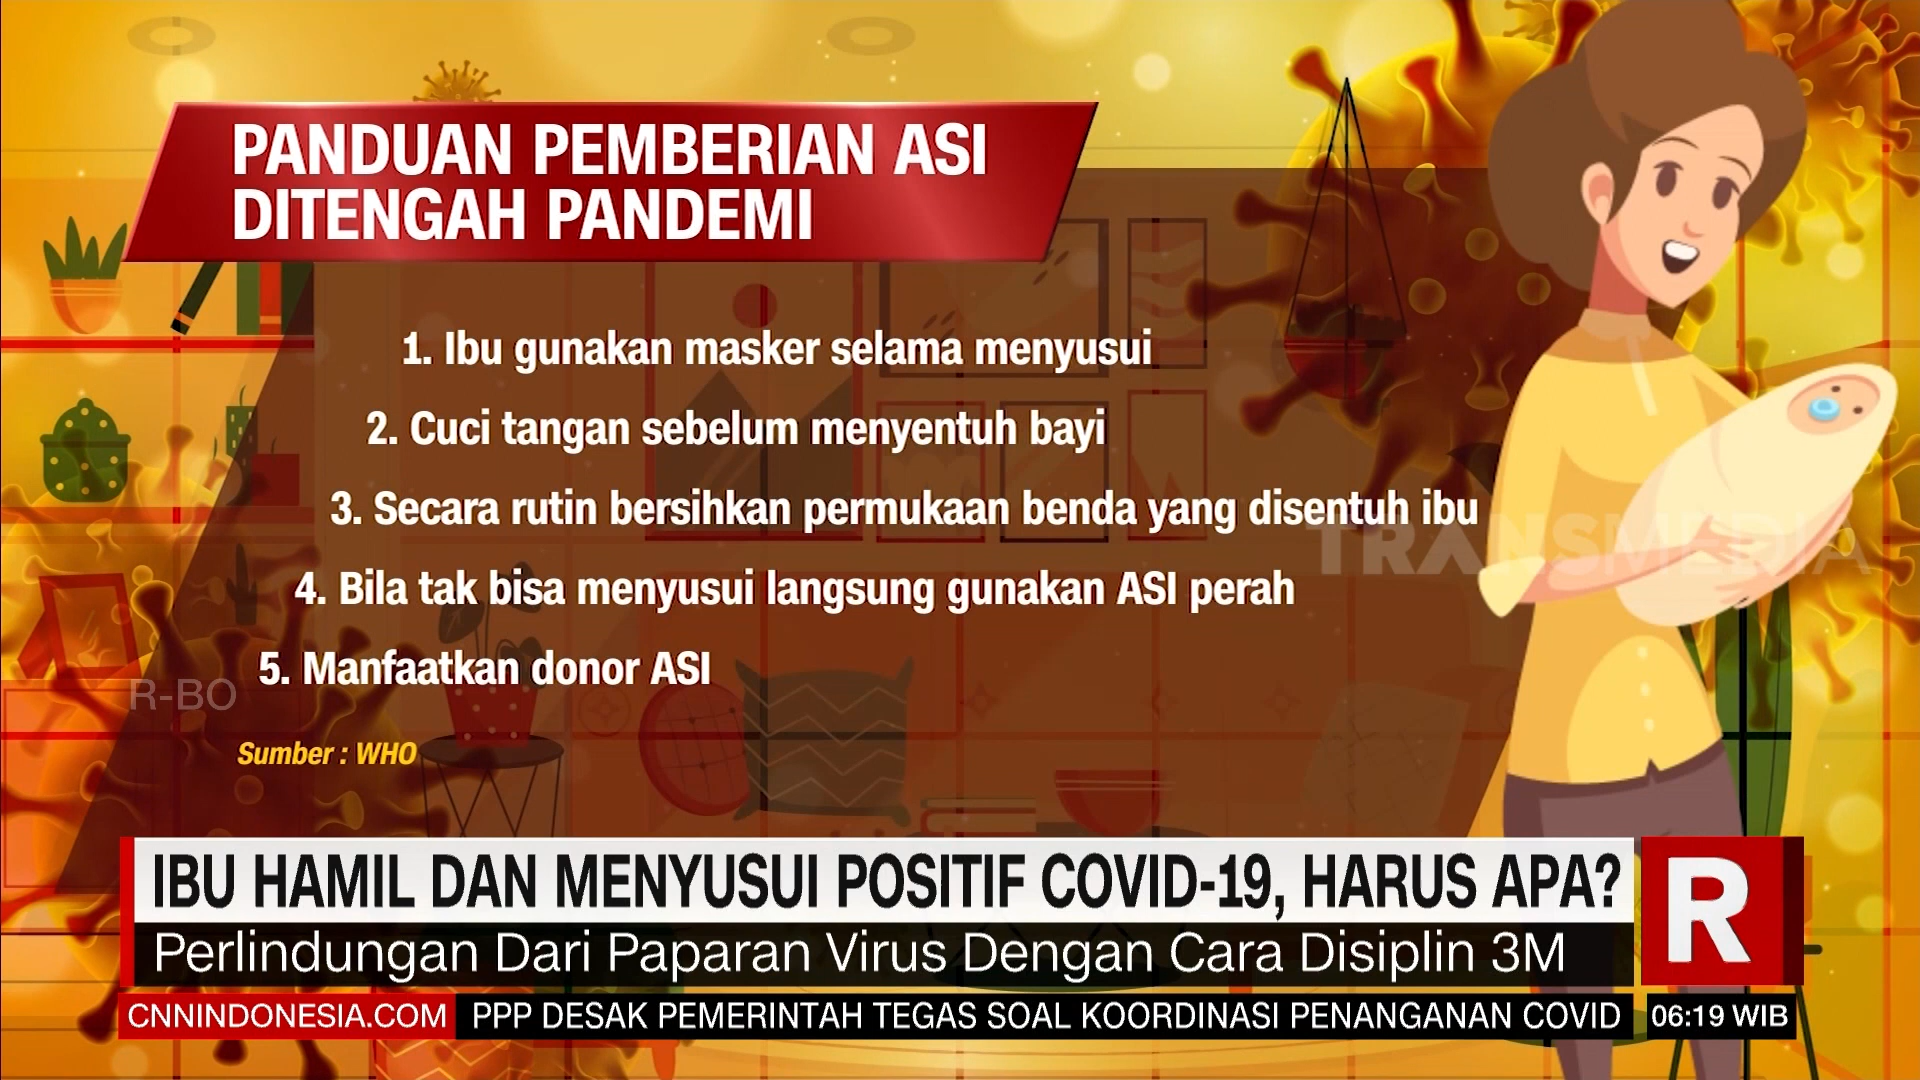 PANDUAN PEMBERIAN ASI
DITENGAH PANDEMI
1. Ibu gunakan masker selama menyusui
2. Cuci tangan sebelum menyentuh bayi
3. Secara rutin bersihkan permukaan benda yang disentuh ibu
TRANSMEDIA
4. Bila tak bisa menyusui langsung gunakan ASI perah
5. Manfaatkan donor ASI
R-BO
Sumber : WHO
IBU HAMIL DAN MENYUSUI POSITIF COVID-19, HARUS APA?
R
Perlindungan Dari Paparan Virus Dengan Cara Disiplin 3M
CNNINDONESIA.COM PPP DESAK PEMERINTAH TEGAS SOAL KOORDINASI PENANGANAN COVID 06:19 WIB